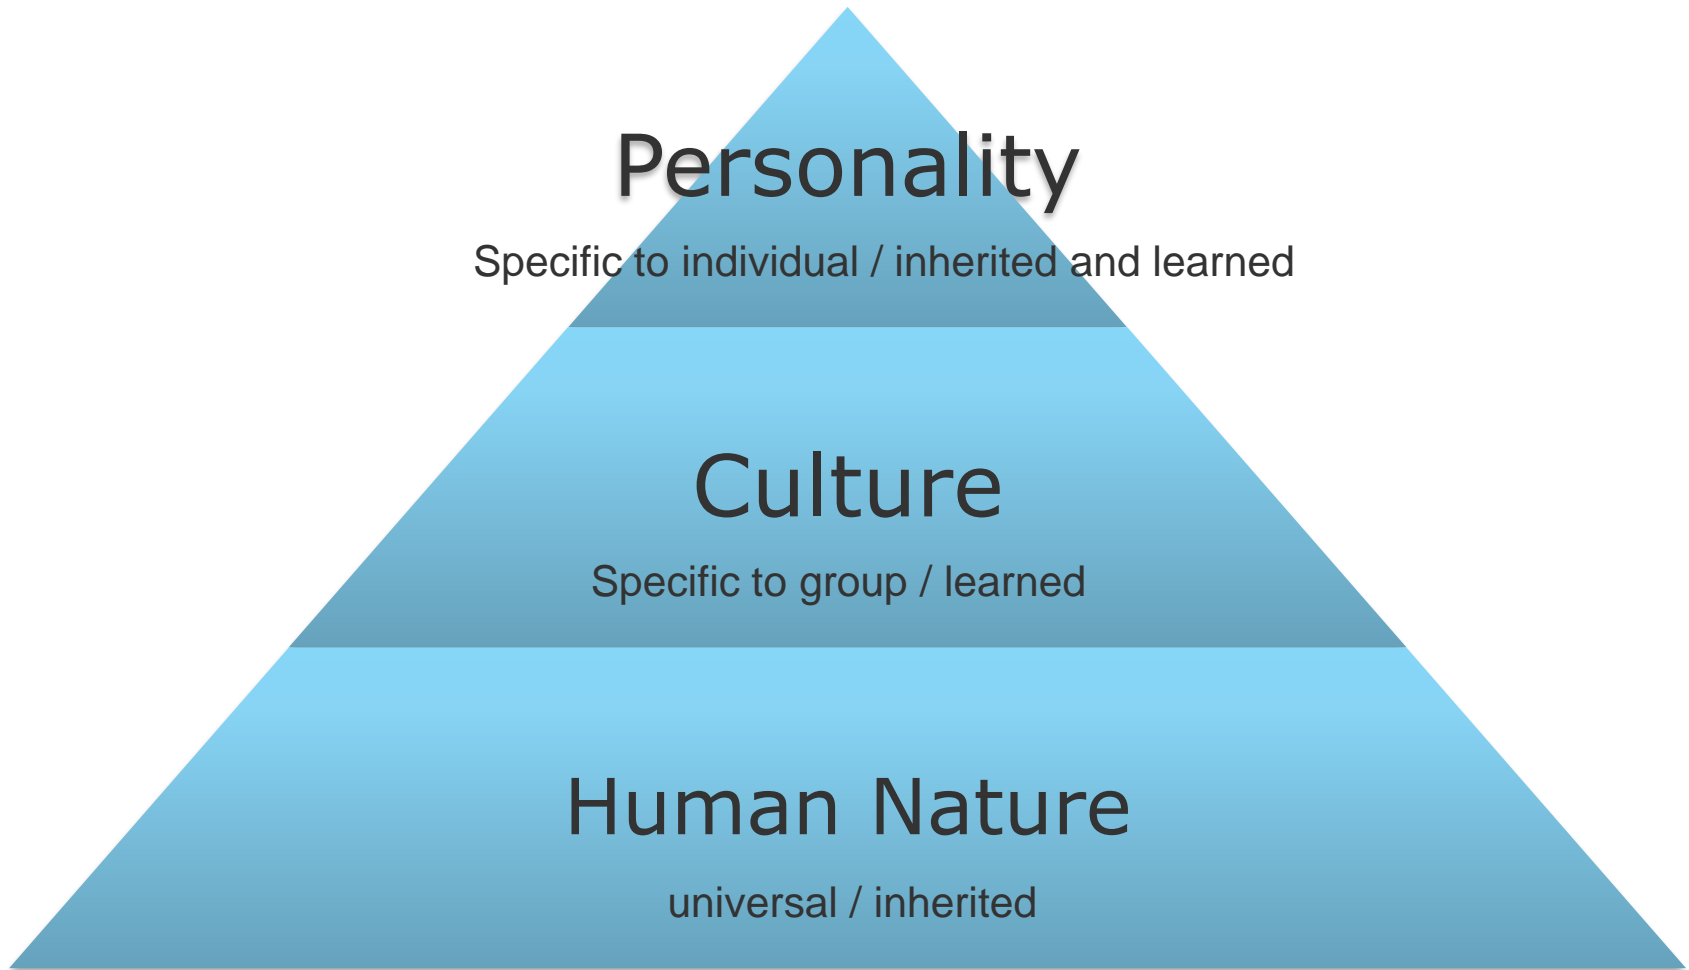 Personality
Specific to individual / inherited and learned
Culture
Specific to group / learned
Human Nature
universal / inherited